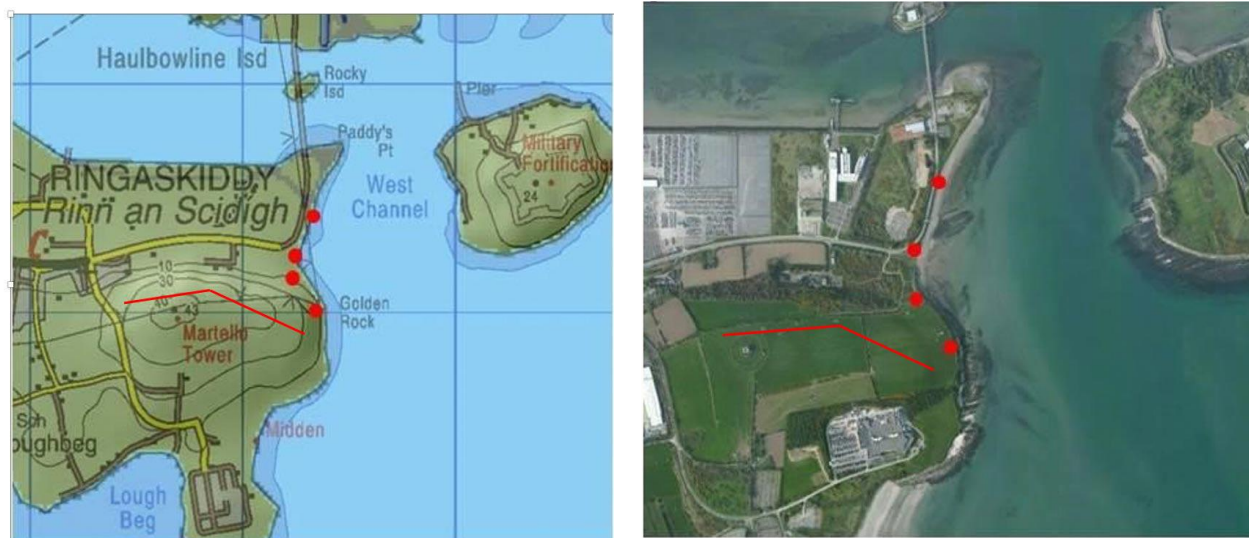 Haulbowline Isd
Rocky
Isd
Pier
Paddy's
Pt
Military
Fortification
RINGASKIDDY
Rinn an Scidigh
West
Channel
24
C
10
30
40
43
Golden
Rock
Martello
Tower
Sch
oughbeg
Midden
Lough
Beg